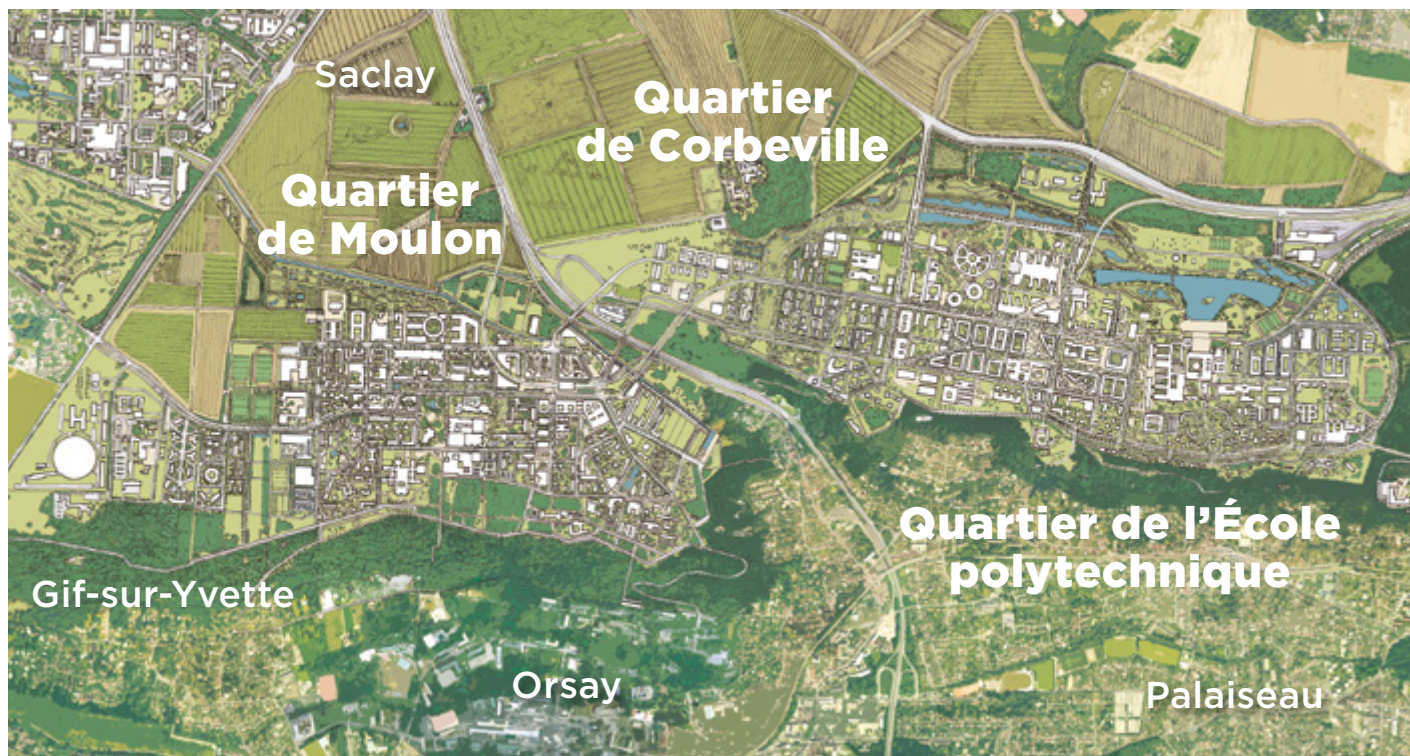 Saclay
Quartier
de Corbeville
Quartier
de Moulon
Quartier de l'École
polytechnique
Gif-sur-Yvette
Orsay
Palaiseau